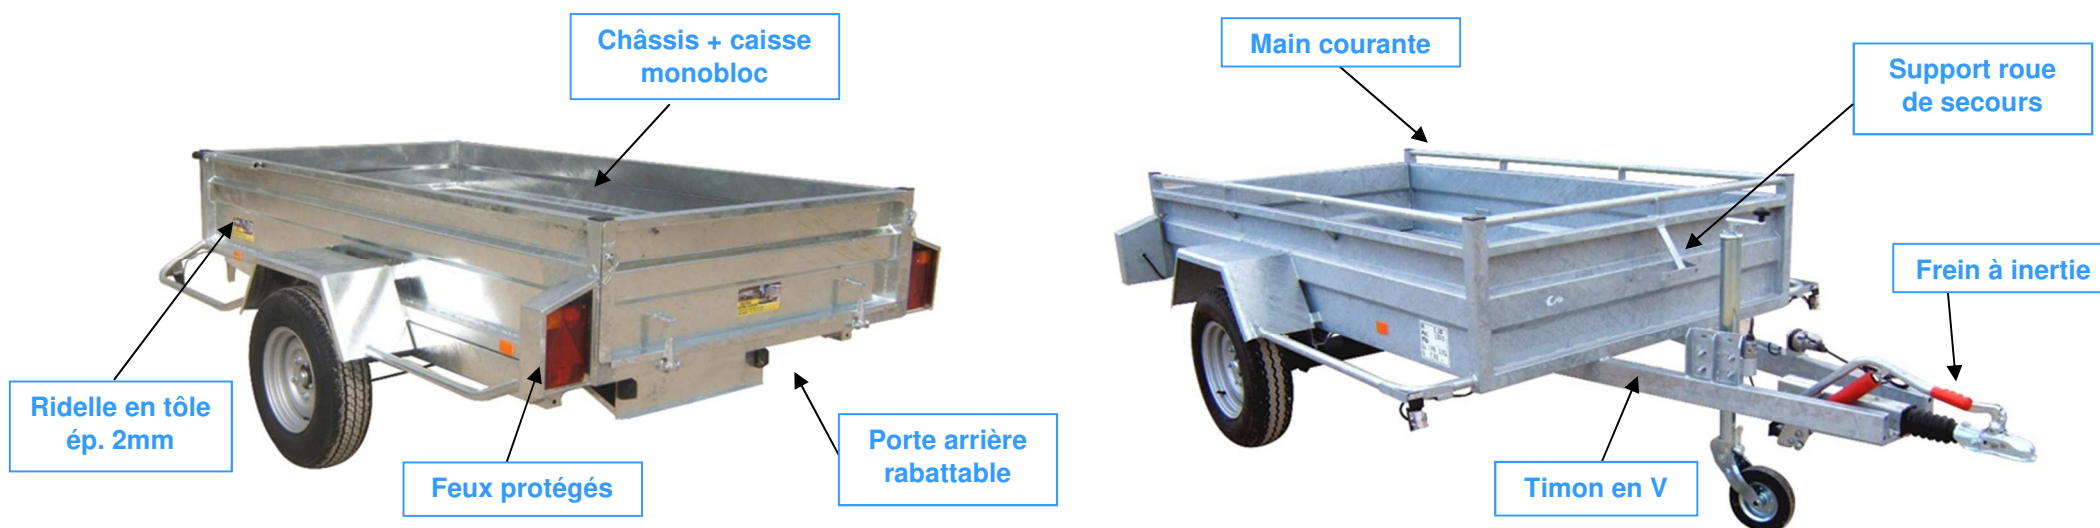 Châssis + caisse
monobloc
Main courante
Support roue
de secours
Frein à inertie
Ridelle en tôle
ép. 2mm
Feux protégés
Porte arrière
rabattable
Timon en V